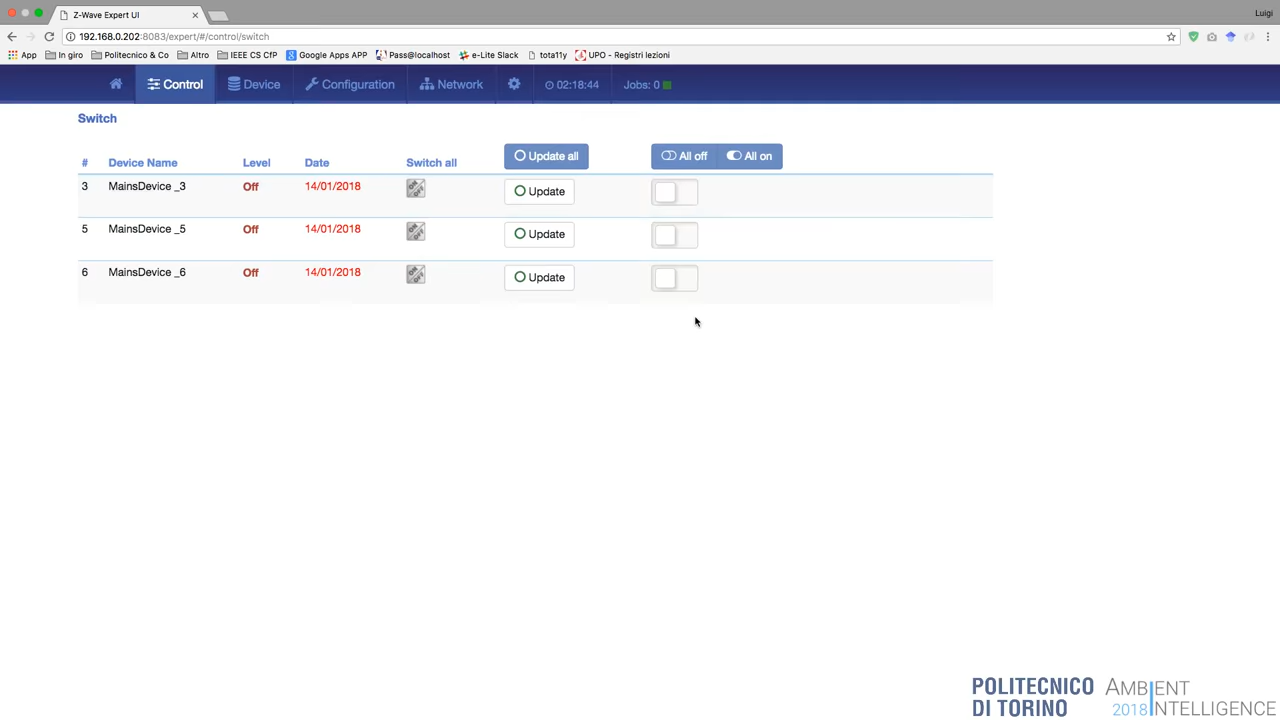 Z-Wave Expert UI
Luigi
192.168.0.202:8083/expert/#/control/switch
App In giro Politecnico & Co Altro IEEE CS CfP Google Apps APP Pass@localhost e-Lite Slack tota11y UPO - Registri lezioni
Control Device Configuration Network 02:18:44 Jobs: 0
Switch
# Device Name Level Date Switch all Update all All off All on
3 MainsDevice _3 Off 14/01/2018 Update
5 MainsDevice _5 Off 14/01/2018 Update
6 MainsDevice _6 Off 14/01/2018 Update
POLITECNICO
DI TORINO
AMBIENT
2018 INTELLIGENCE